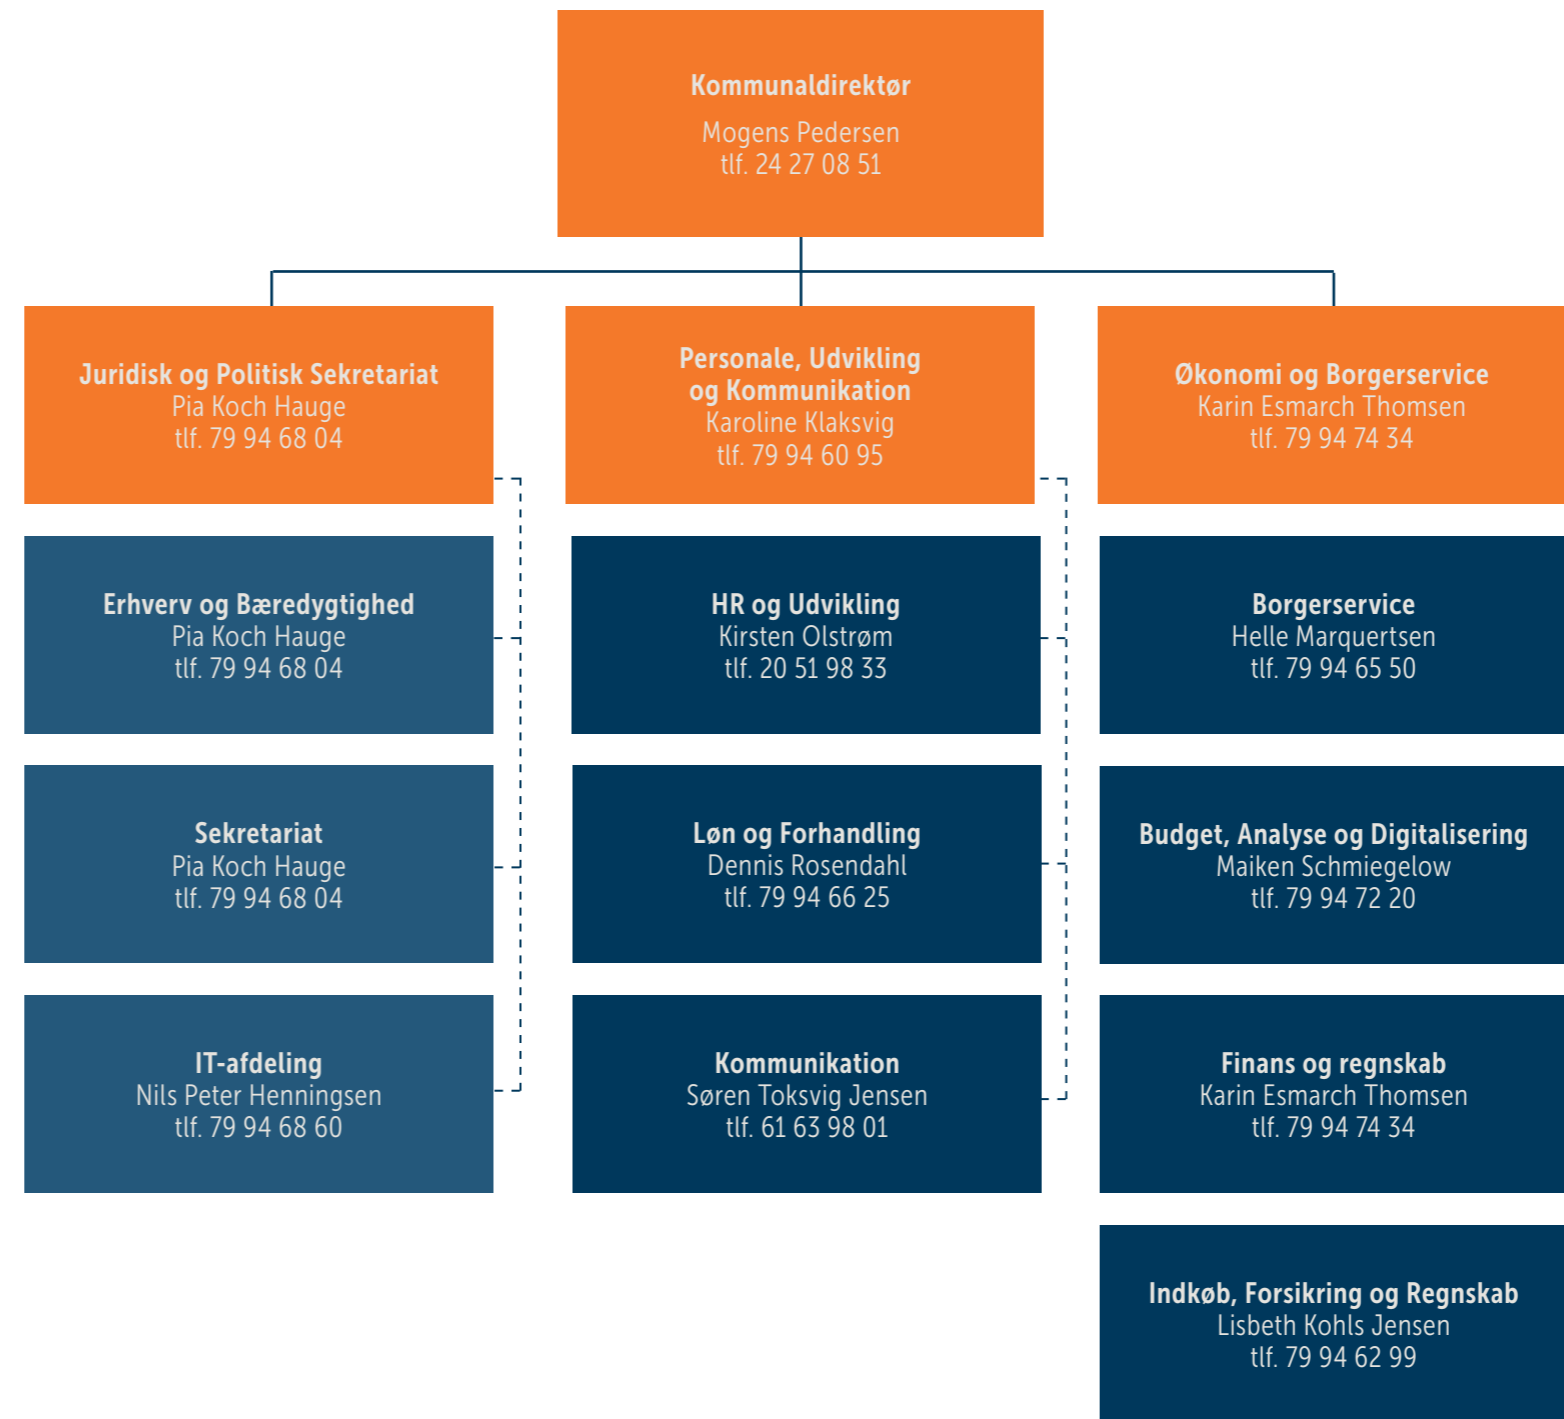 Kommunaldirektør
Mogens Pedersen
tlf. 24 27 08 51
Juridisk og Politisk Sekretariat
Pia Koch Hauge
tlf. 79 94 68 04
Personale, Udvikling
og Kommunikation
Karoline Klaksvig
tlf. 79 94 60 95
Økonomi og Borgerservice
Karin Esmarch Thomsen
tlf. 79 94 74 34
Erhverv og Bæredygtighed
Pia Koch Hauge
tlf. 79 94 68 04
HR og Udvikling
Kirsten Olstrøm
tlf. 20 51 98 33
Borgerservice
Helle Marquertsen
tlf. 79 94 65 50
Sekretariat
Pia Koch Hauge
tlf. 79 94 68 04
Løn og Forhandling
Dennis Rosendahl
tlf. 79 94 66 25
Budget, Analyse og Digitalisering
Maiken Schmiegelow
tlf. 79 94 72 20
IT-afdeling
Nils Peter Henningsen
tlf. 79 94 68 60
Kommunikation
Søren Toksvig Jensen
tlf. 61 63 98 01
Finans og regnskab
Karin Esmarch Thomsen
tlf. 79 94 74 34
Indkøb, Forsikring og Regnskab
Lisbeth Kohls Jensen
tlf. 79 94 62 99